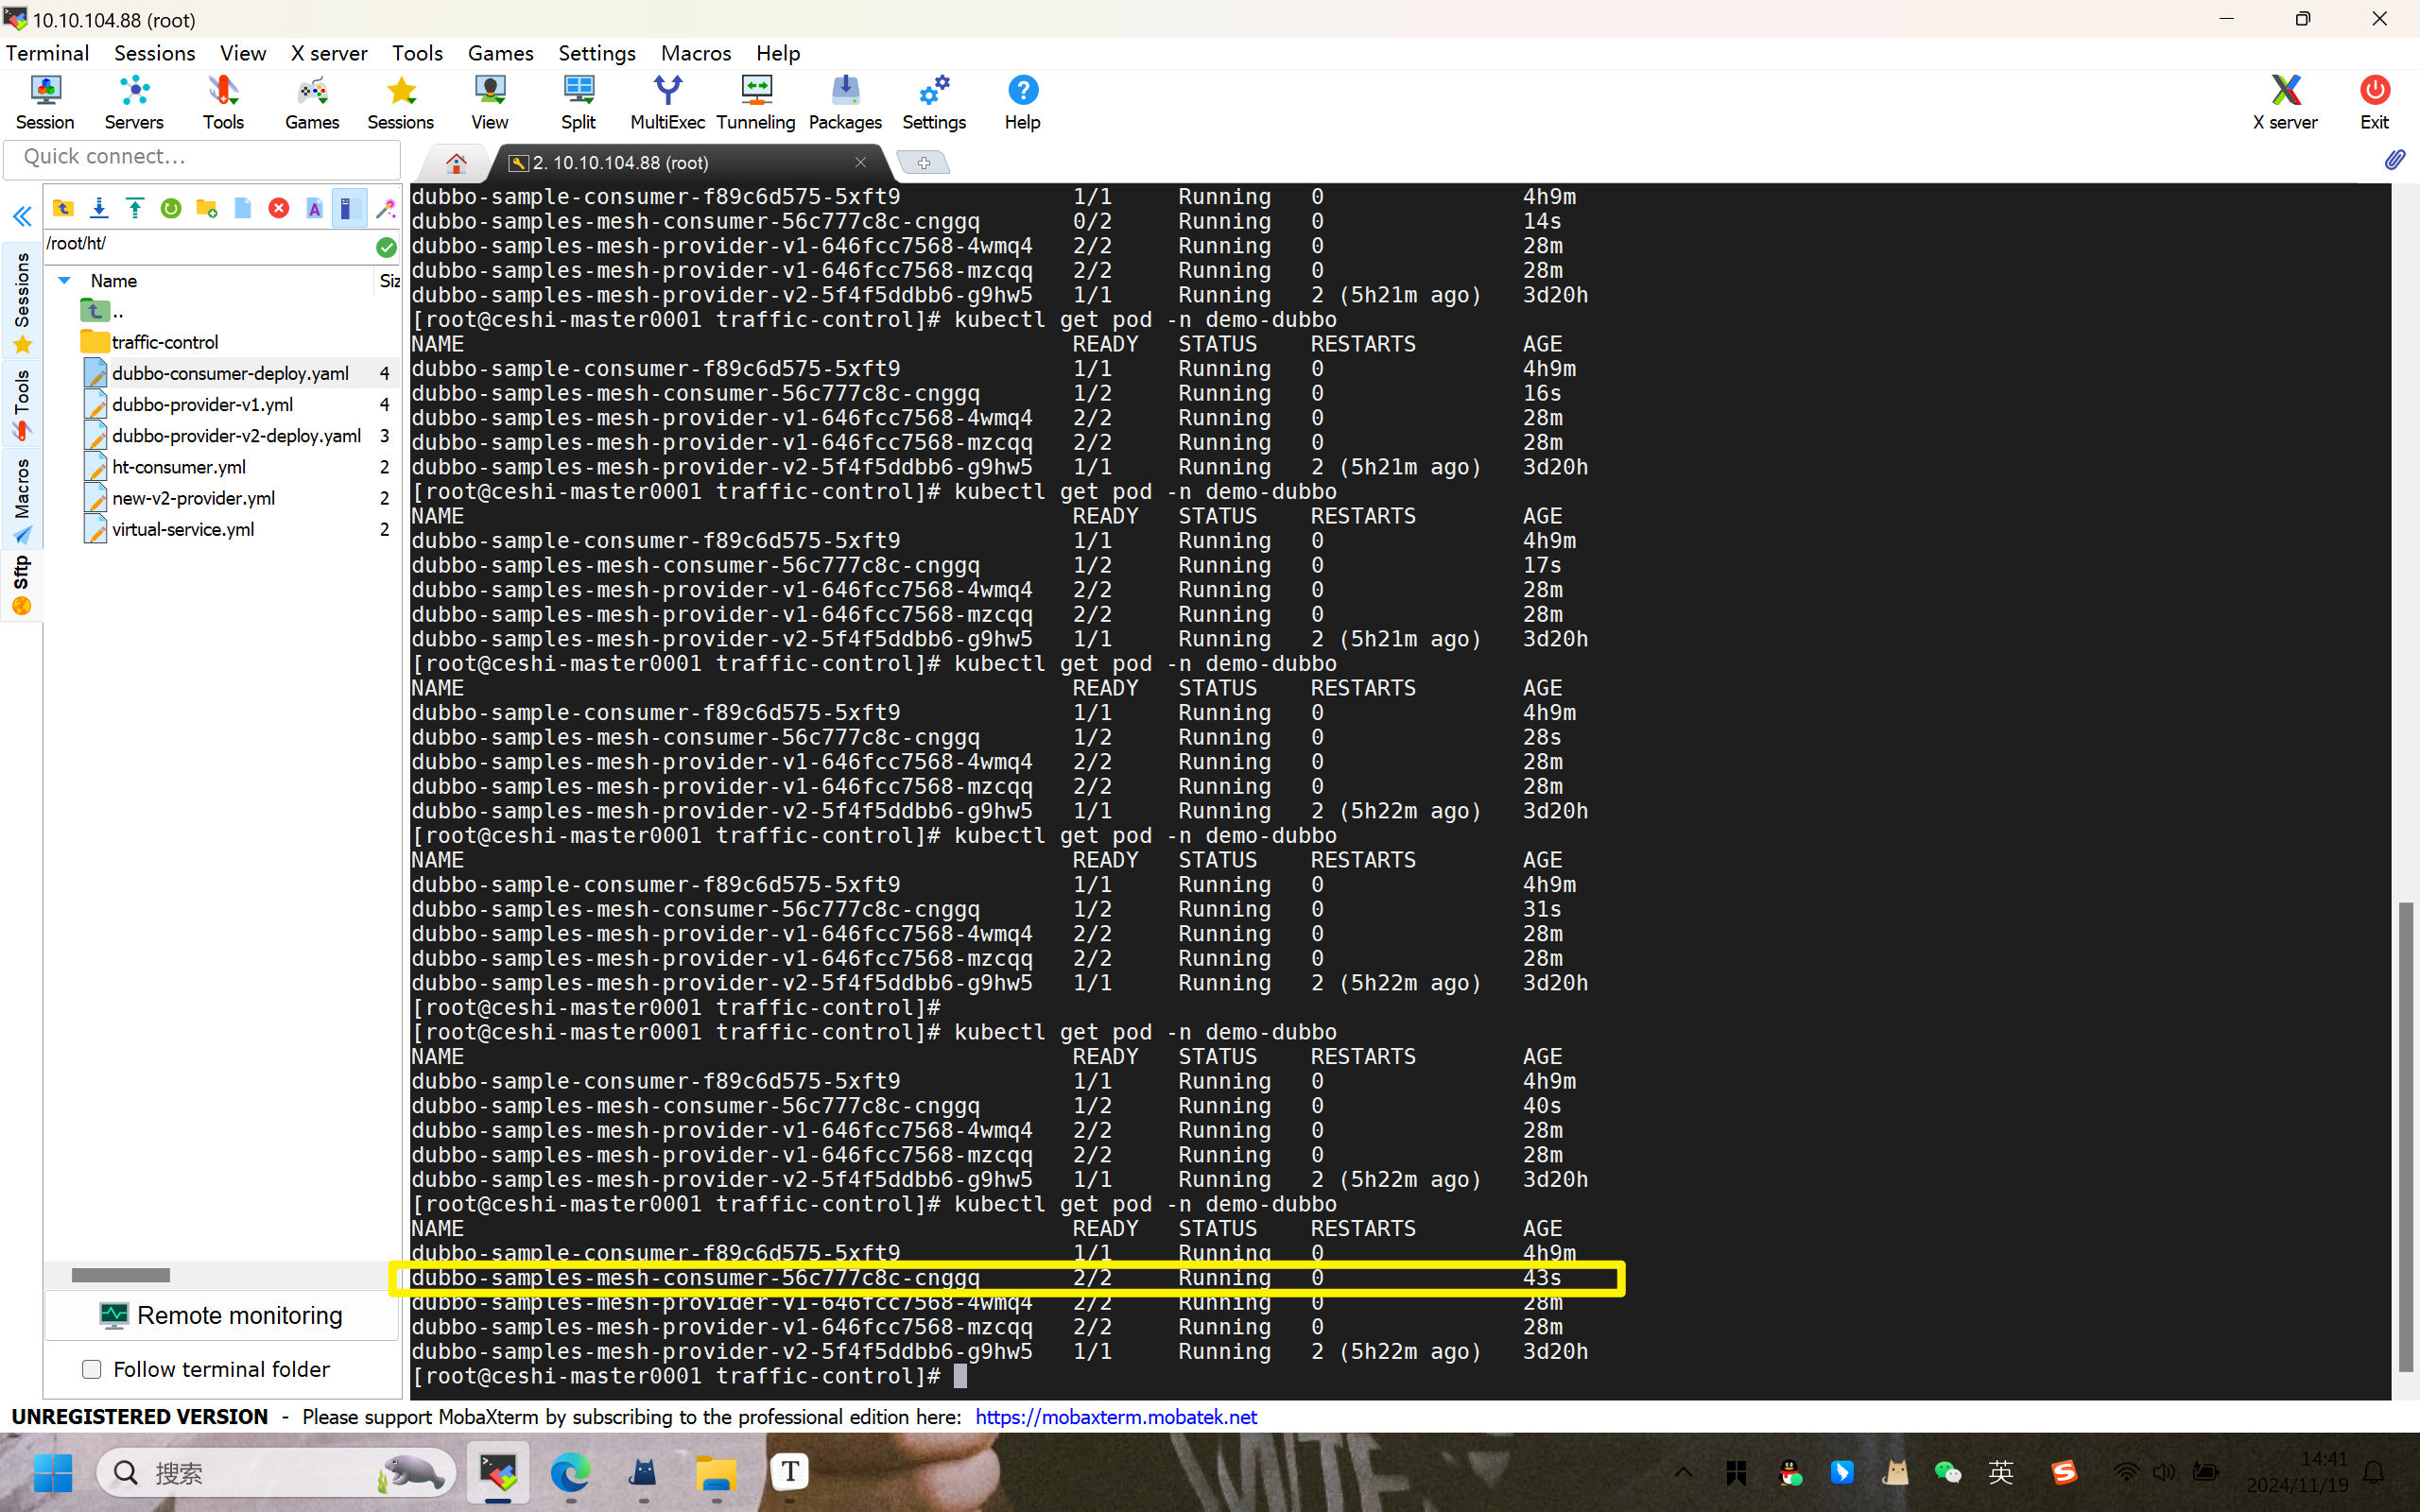 10.10.104.88 (root)
Terminal Sessions View X server Tools Games Settings Macros Help
Session Servers Tools Games Sessions View Split MultiExec Tunneling Packages Settings Help X server Exit
Quick connect...
2. 10.10.104.88 (root)
/root/ht/
Name Siz
..
traffic-control
dubbo-consumer-deploy.yaml 4
dubbo-provider-v1.yml 4
dubbo-provider-v2-deploy.yaml 3
ht-consumer.yml 2
new-v2-provider.yml 2
virtual-service.yml 2
Sessions
Tools
Macros
Sftp
Remote monitoring
Follow terminal folder
dubbo-sample-consumer-f89c6d575-5xft9 1/1 Running 0 4h9m
dubbo-samples-mesh-consumer-56c777c8c-cnggq 0/2 Running 0 14s
dubbo-samples-mesh-provider-v1-646fcc7568-4wmq4 2/2 Running 0 28m
dubbo-samples-mesh-provider-v1-646fcc7568-mzcqq 2/2 Running 0 28m
dubbo-samples-mesh-provider-v2-5f4f5ddbb6-g9hw5 1/1 Running 2 (5h21m ago) 3d20h
[root@ceshi-master0001 traffic-control]# kubectl get pod -n demo-dubbo
NAME READY STATUS RESTARTS AGE
dubbo-sample-consumer-f89c6d575-5xft9 1/1 Running 0 4h9m
dubbo-samples-mesh-consumer-56c777c8c-cnggq 1/2 Running 0 16s
dubbo-samples-mesh-provider-v1-646fcc7568-4wmq4 2/2 Running 0 28m
dubbo-samples-mesh-provider-v1-646fcc7568-mzcqq 2/2 Running 0 28m
dubbo-samples-mesh-provider-v2-5f4f5ddbb6-g9hw5 1/1 Running 2 (5h21m ago) 3d20h
[root@ceshi-master0001 traffic-control]# kubectl get pod -n demo-dubbo
NAME READY STATUS RESTARTS AGE
dubbo-sample-consumer-f89c6d575-5xft9 1/1 Running 0 4h9m
dubbo-samples-mesh-consumer-56c777c8c-cnggq 1/2 Running 0 17s
dubbo-samples-mesh-provider-v1-646fcc7568-4wmq4 2/2 Running 0 28m
dubbo-samples-mesh-provider-v1-646fcc7568-mzcqq 2/2 Running 0 28m
dubbo-samples-mesh-provider-v2-5f4f5ddbb6-g9hw5 1/1 Running 2 (5h21m ago) 3d20h
[root@ceshi-master0001 traffic-control]# kubectl get pod -n demo-dubbo
NAME READY STATUS RESTARTS AGE
dubbo-sample-consumer-f89c6d575-5xft9 1/1 Running 0 4h9m
dubbo-samples-mesh-consumer-56c777c8c-cnggq 1/2 Running 0 28s
dubbo-samples-mesh-provider-v1-646fcc7568-4wmq4 2/2 Running 0 28m
dubbo-samples-mesh-provider-v1-646fcc7568-mzcqq 2/2 Running 0 28m
dubbo-samples-mesh-provider-v2-5f4f5ddbb6-g9hw5 1/1 Running 2 (5h22m ago) 3d20h
[root@ceshi-master0001 traffic-control]# kubectl get pod -n demo-dubbo
NAME READY STATUS RESTARTS AGE
dubbo-sample-consumer-f89c6d575-5xft9 1/1 Running 0 4h9m
dubbo-samples-mesh-consumer-56c777c8c-cnggq 1/2 Running 0 31s
dubbo-samples-mesh-provider-v1-646fcc7568-4wmq4 2/2 Running 0 28m
dubbo-samples-mesh-provider-v1-646fcc7568-mzcqq 2/2 Running 0 28m
dubbo-samples-mesh-provider-v2-5f4f5ddbb6-g9hw5 1/1 Running 2 (5h22m ago) 3d20h
[root@ceshi-master0001 traffic-control]#
[root@ceshi-master0001 traffic-control]# kubectl get pod -n demo-dubbo
NAME READY STATUS RESTARTS AGE
dubbo-sample-consumer-f89c6d575-5xft9 1/1 Running 0 4h9m
dubbo-samples-mesh-consumer-56c777c8c-cnggq 1/2 Running 0 40s
dubbo-samples-mesh-provider-v1-646fcc7568-4wmq4 2/2 Running 0 28m
dubbo-samples-mesh-provider-v1-646fcc7568-mzcqq 2/2 Running 0 28m
dubbo-samples-mesh-provider-v2-5f4f5ddbb6-g9hw5 1/1 Running 2 (5h22m ago) 3d20h
[root@ceshi-master0001 traffic-control]# kubectl get pod -n demo-dubbo
NAME READY STATUS RESTARTS AGE
dubbo-sample-consumer-f89c6d575-5xft9 1/1 Running 0 4h9m
dubbo-samples-mesh-consumer-56c777c8c-cnggq 2/2 Running 0 43s
dubbo-samples-mesh-provider-v1-646fcc7568-4wmq4 2/2 Running 0 28m
dubbo-samples-mesh-provider-v1-646fcc7568-mzcqq 2/2 Running 0 28m
dubbo-samples-mesh-provider-v2-5f4f5ddbb6-g9hw5 1/1 Running 2 (5h22m ago) 3d20h
[root@ceshi-master0001 traffic-control]#
UNREGISTERED VERSION - Please support MobaXterm by subscribing to the professional edition here: https://mobaxterm.mobatek.net
搜索
英
14:41
2024/11/19